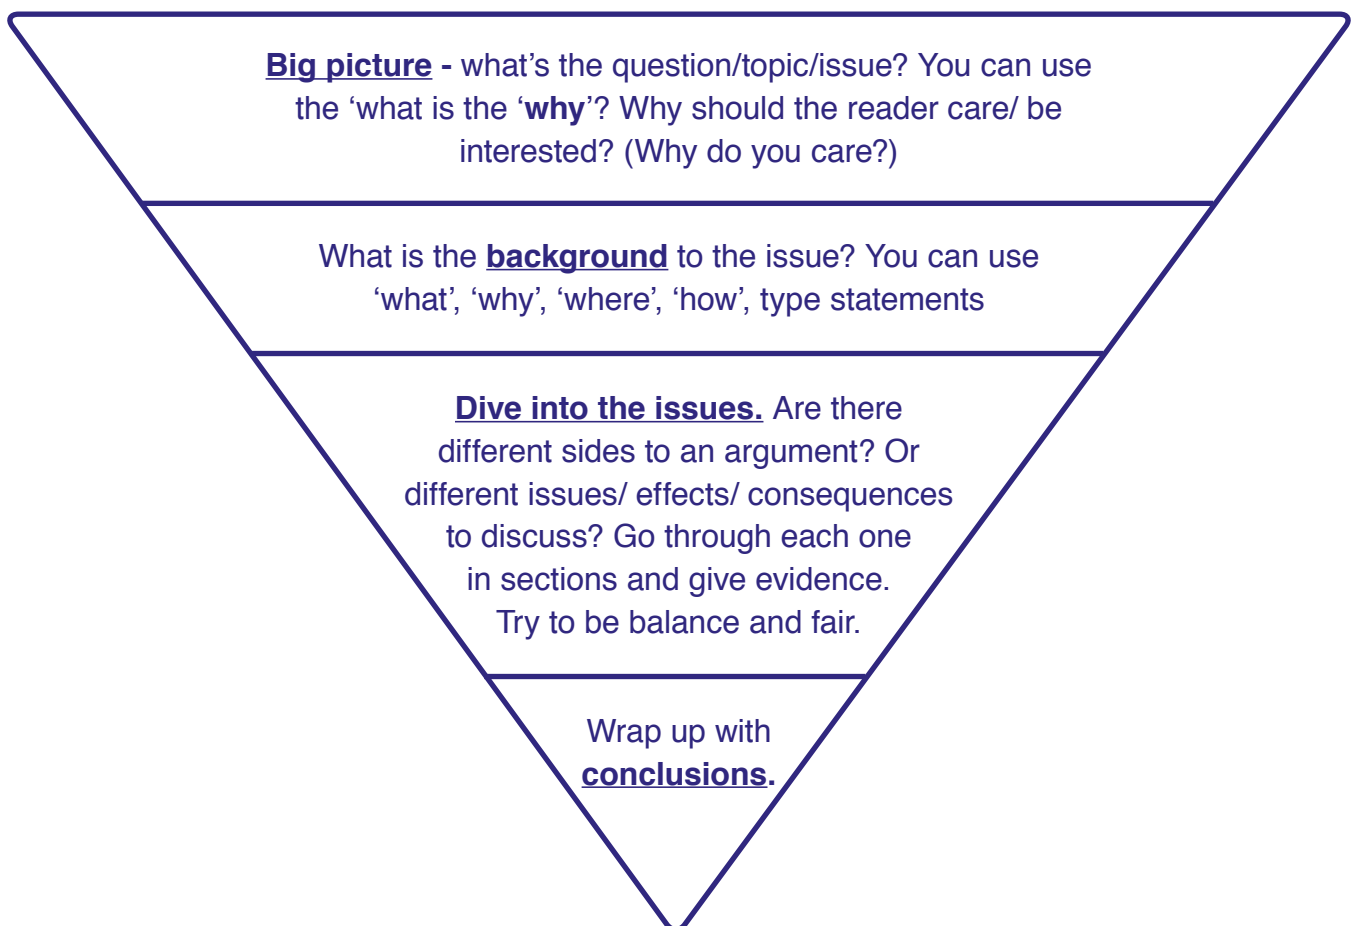 Big picture - what’s the question/topic/issue? You can use
the ‘what is the ‘why’? Why should the reader care/ be
interested? (Why do you care?)
What is the background to the issue? You can use
‘what’, ‘why’, ‘where’, ‘how’, type statements
Dive into the issues. Are there
different sides to an argument? Or
different issues/ effects/ consequences
to discuss? Go through each one
in sections and give evidence.
Try to be balance and fair.
Wrap up with
conclusions.